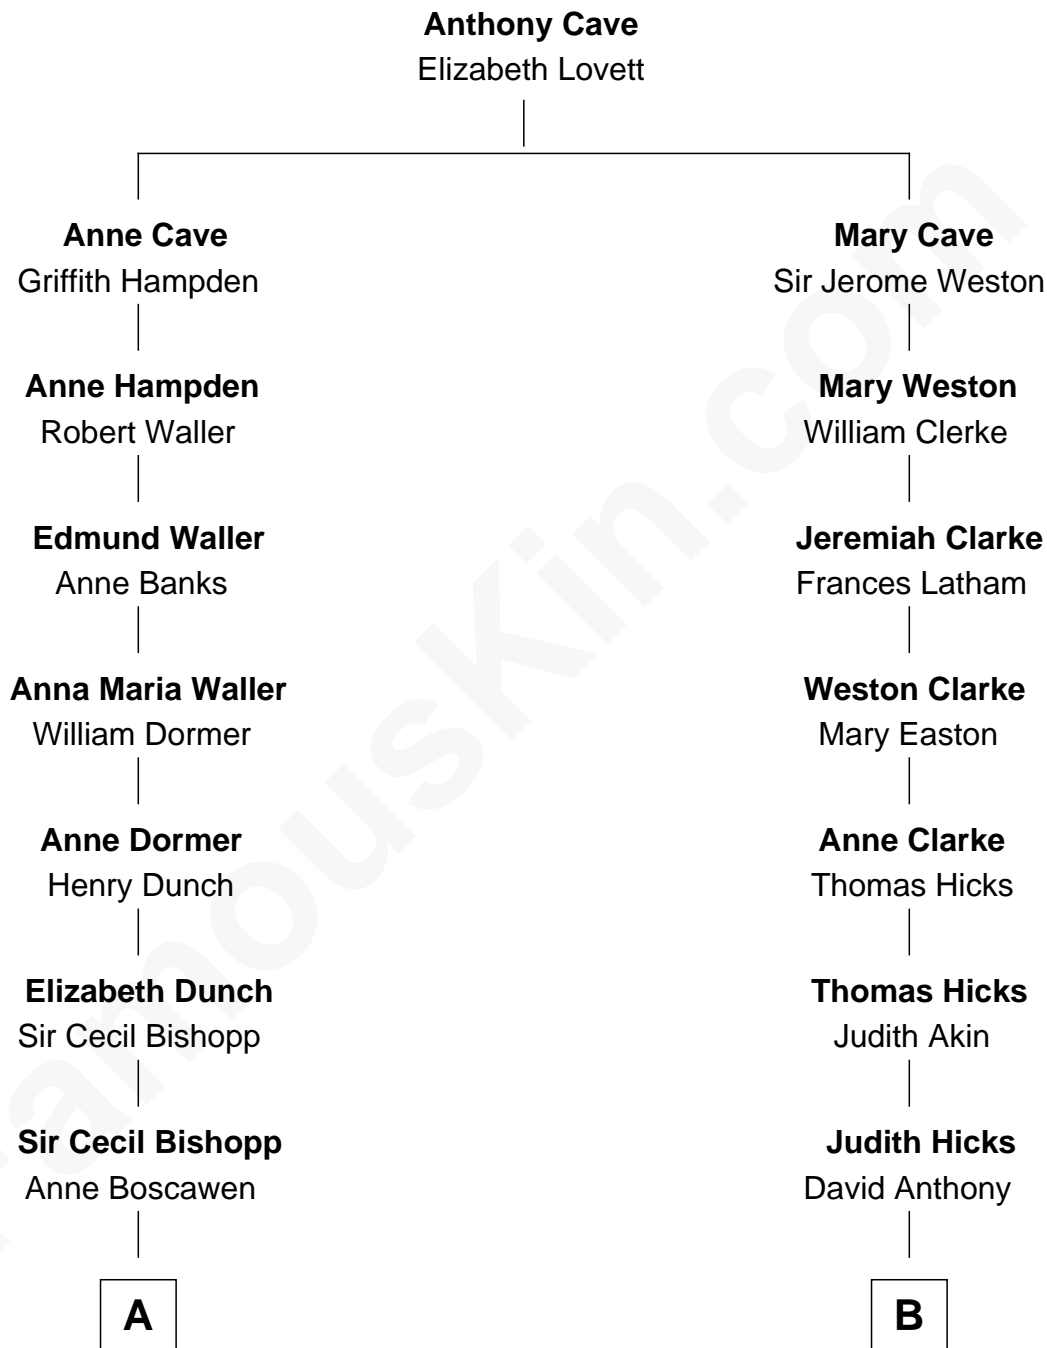 Anthony Cave
Elizabeth Lovett
Anne Cave
Griffith Hampden
Mary Cave
Sir Jerome Weston
Anne Hampden
Robert Waller
Mary Weston
William Clerke
Edmund Waller
Anne Banks
Jeremiah Clarke
Frances Latham
Anna Maria Waller
William Dormer
Weston Clarke
Mary Easton
Anne Dormer
Henry Dunch
Anne Clarke
Thomas Hicks
Elizabeth Dunch
Sir Cecil Bishopp
Thomas Hicks
Judith Akin
Sir Cecil Bishopp
Anne Boscawen
Judith Hicks
David Anthony
A
B
FamousKin.com